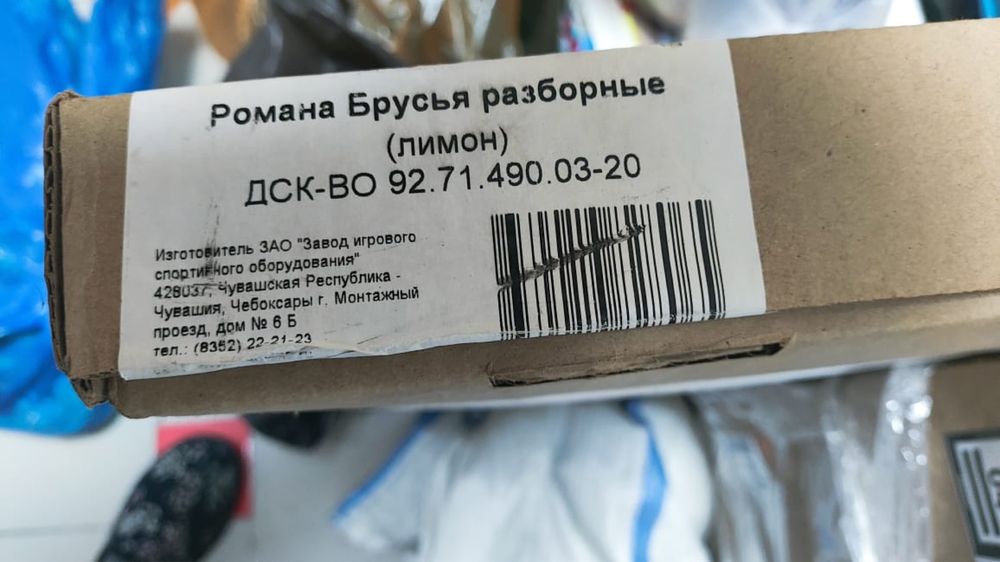 Романа Брусья разборные
(лимон)
ДСК-ВО 92.71.490.03-20
Изготовитель ЗАО "Завод игрового
спортивного оборудования"
428037, Чувашская Республика -
Чувашия, Чебоксары г, Монтажный
проезд, дом № 6 Б
тел.: (8352) 22-21-23